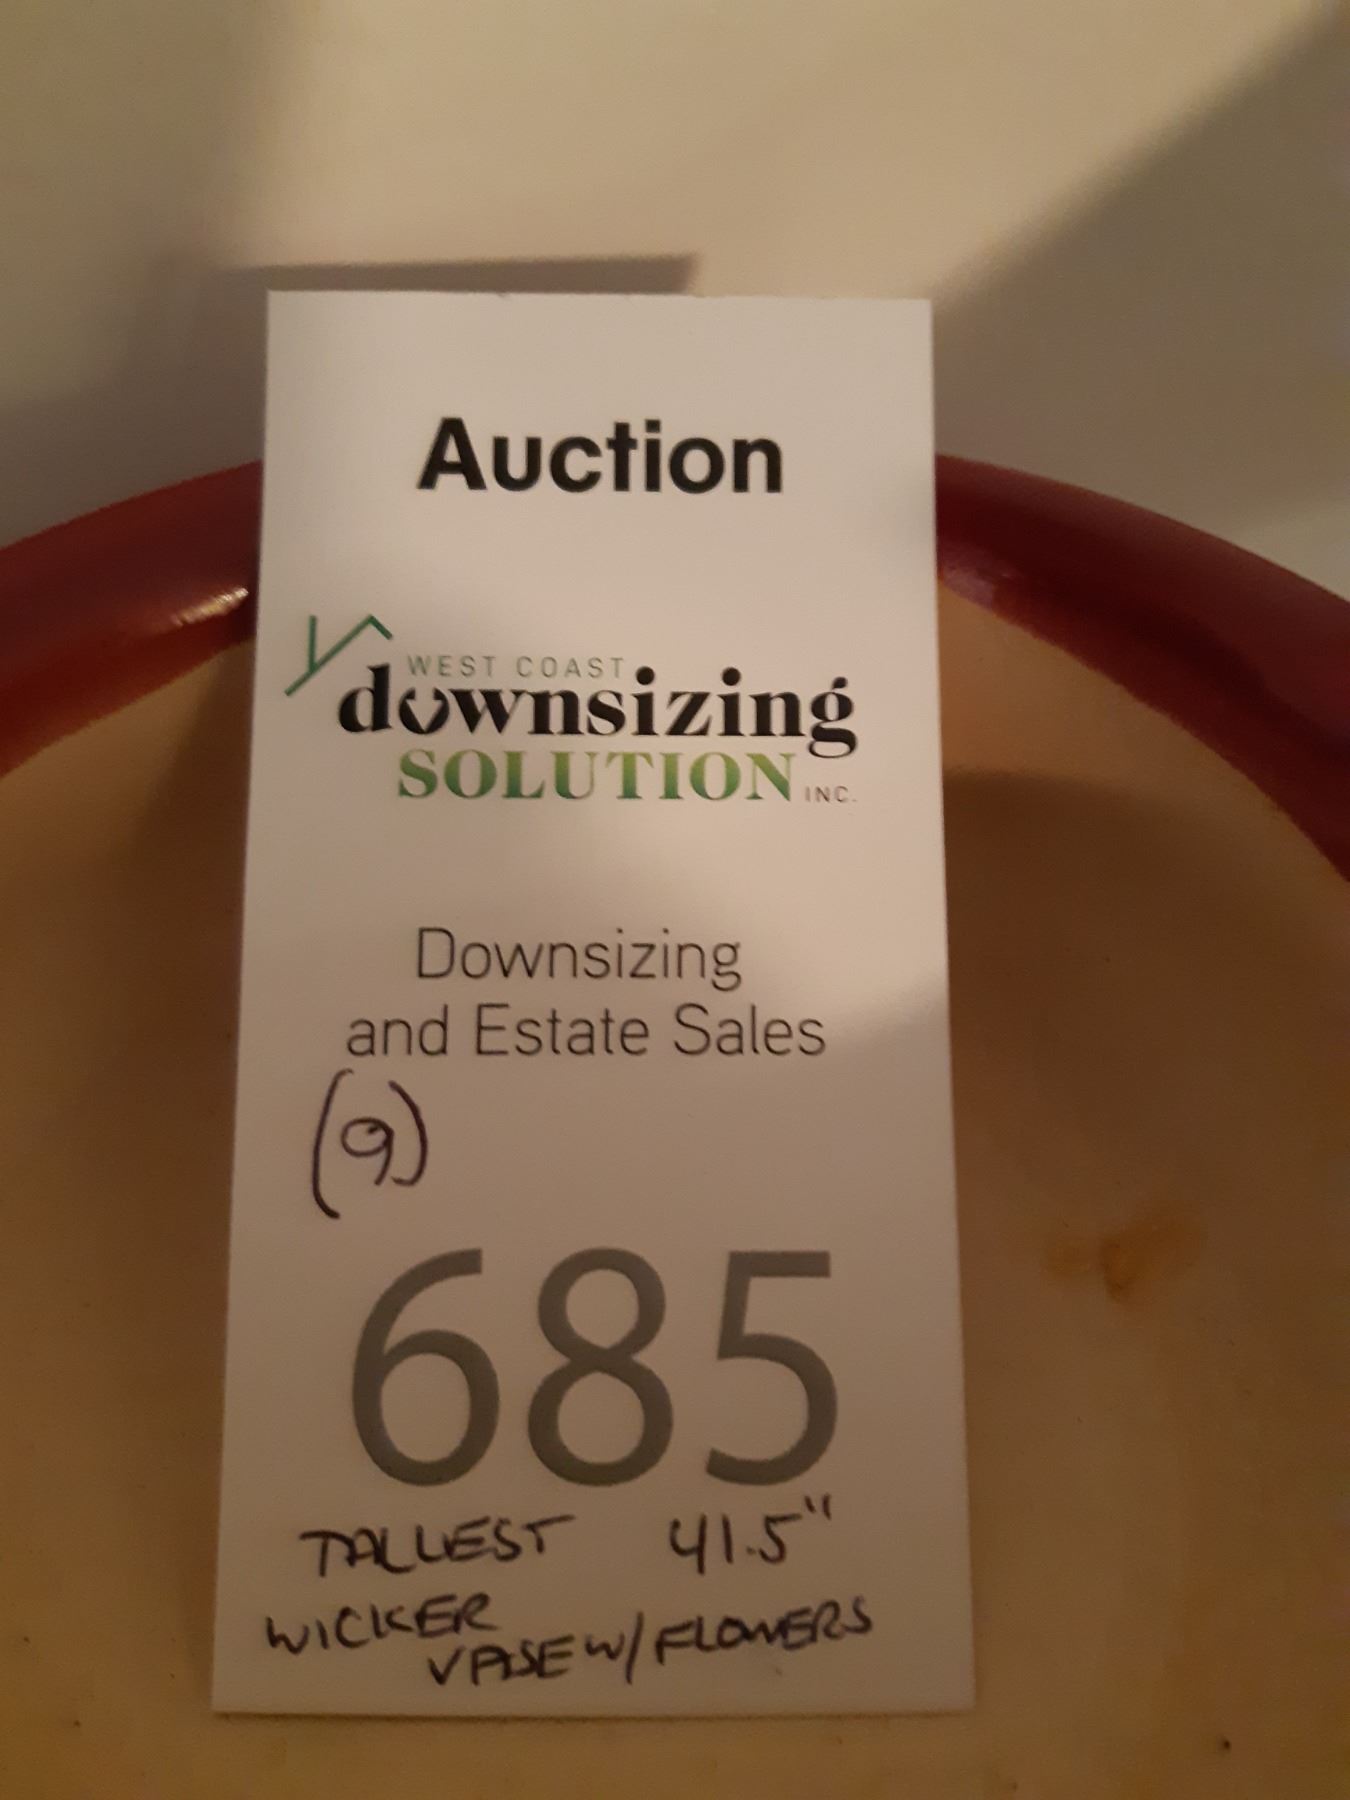 Auction
WEST COAST
downsizing
SOLUTION INC.
Downsizing
and Estate Sales
(9)
685
TALLEST 41.5"
WICKER
VASE W/ FLOWERS